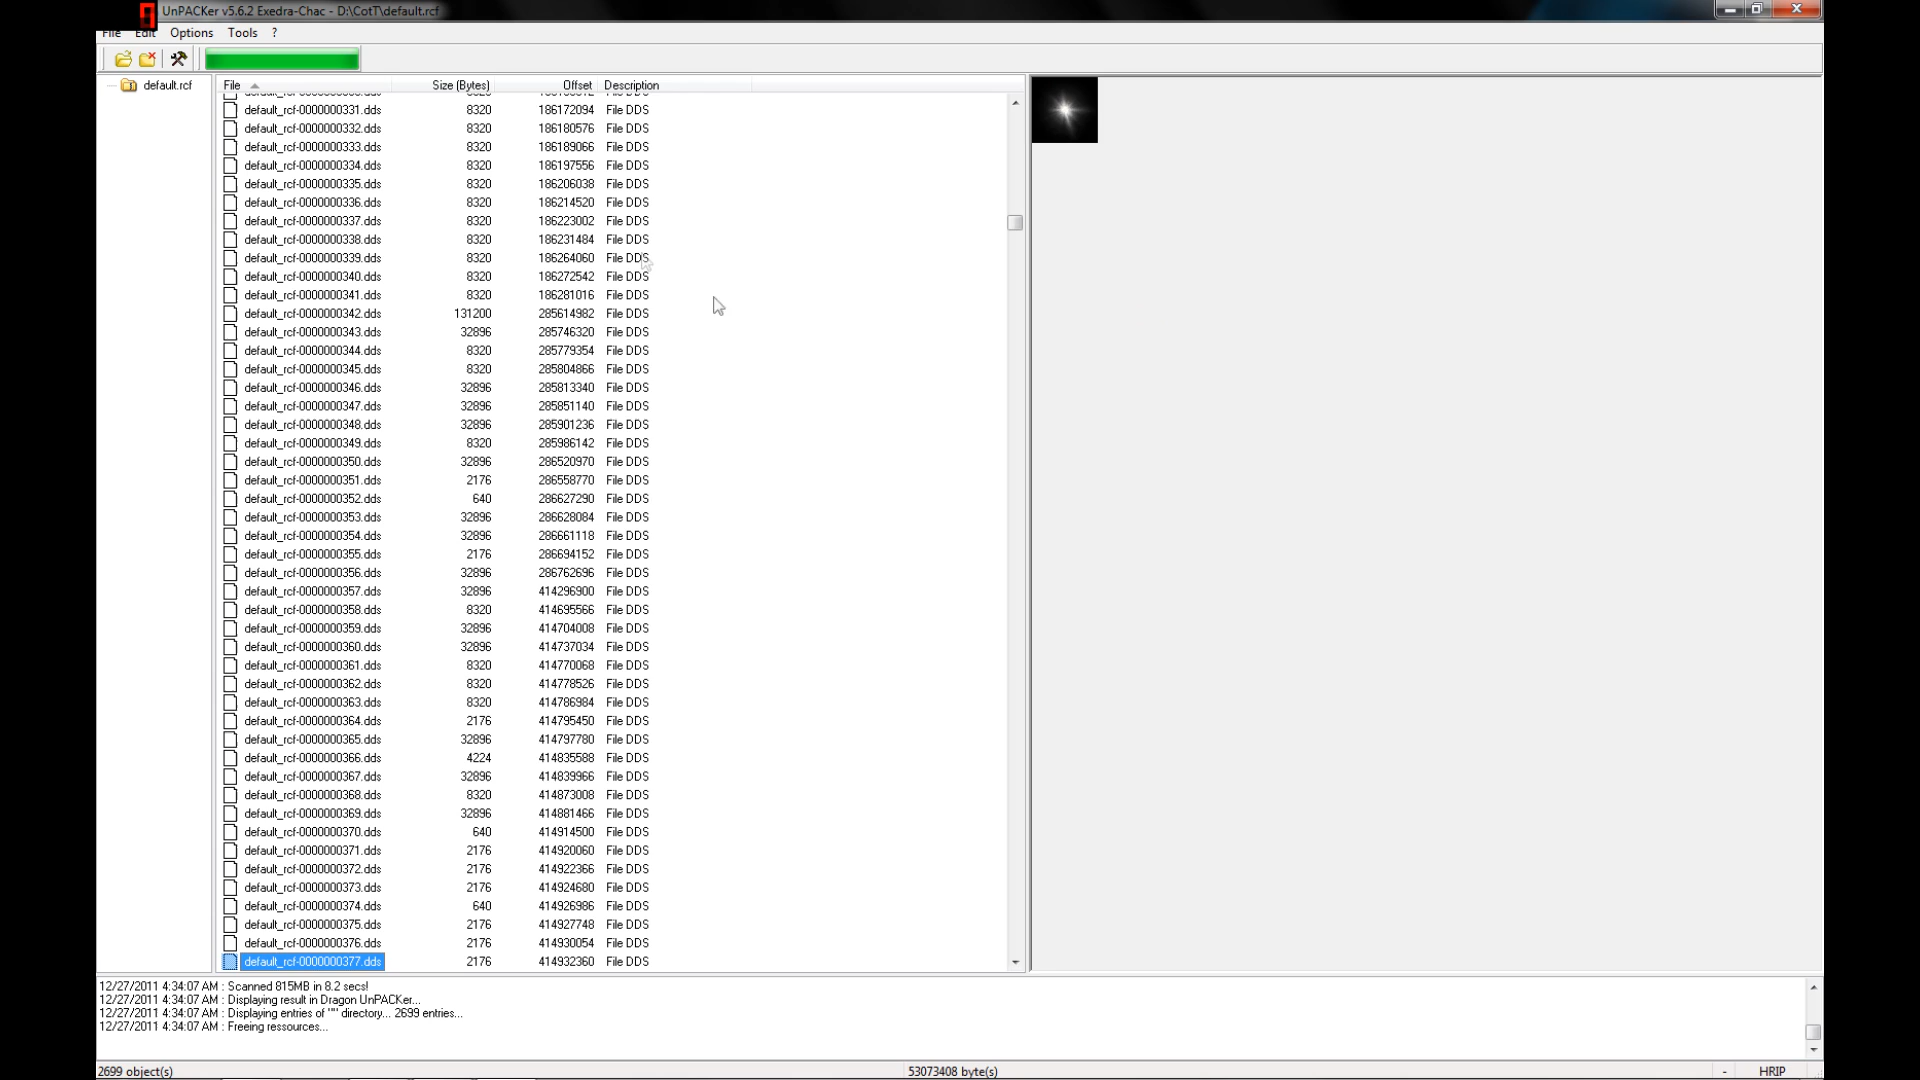 UnPACKer v5.6.2 Exedra-Chac - D:\CotT\default.rcf
File Edit Options Tools ?
default.rcf
File Size (Bytes) Offset Description
default_rcf-0000000331.dds 8320 186172094 File DDS
default_rcf-0000000332.dds 8320 186180576 File DDS
default_rcf-0000000333.dds 8320 186189066 File DDS
default_rcf-0000000334.dds 8320 186197556 File DDS
default_rcf-0000000335.dds 8320 186206038 File DDS
default_rcf-0000000336.dds 8320 186214520 File DDS
default_rcf-0000000337.dds 8320 186223002 File DDS
default_rcf-0000000338.dds 8320 186231484 File DDS
default_rcf-0000000339.dds 8320 186264060 File DDS
default_rcf-0000000340.dds 8320 186272542 File DDS
default_rcf-0000000341.dds 8320 186281016 File DDS
default_rcf-0000000342.dds 131200 285614982 File DDS
default_rcf-0000000343.dds 32896 285746320 File DDS
default_rcf-0000000344.dds 8320 285779354 File DDS
default_rcf-0000000345.dds 8320 285804866 File DDS
default_rcf-0000000346.dds 32896 285813340 File DDS
default_rcf-0000000347.dds 32896 285851140 File DDS
default_rcf-0000000348.dds 32896 285901236 File DDS
default_rcf-0000000349.dds 8320 285986142 File DDS
default_rcf-0000000350.dds 32896 286520970 File DDS
default_rcf-0000000351.dds 2176 286558770 File DDS
default_rcf-0000000352.dds 640 286627290 File DDS
default_rcf-0000000353.dds 32896 286628084 File DDS
default_rcf-0000000354.dds 32896 286661118 File DDS
default_rcf-0000000355.dds 2176 286694152 File DDS
default_rcf-0000000356.dds 32896 286762696 File DDS
default_rcf-0000000357.dds 32896 414296900 File DDS
default_rcf-0000000358.dds 8320 414695566 File DDS
default_rcf-0000000359.dds 32896 414704008 File DDS
default_rcf-0000000360.dds 32896 414737034 File DDS
default_rcf-0000000361.dds 8320 414770068 File DDS
default_rcf-0000000362.dds 8320 414778526 File DDS
default_rcf-0000000363.dds 8320 414786984 File DDS
default_rcf-0000000364.dds 2176 414795450 File DDS
default_rcf-0000000365.dds 32896 414797780 File DDS
default_rcf-0000000366.dds 4224 414835588 File DDS
default_rcf-0000000367.dds 32896 414839966 File DDS
default_rcf-0000000368.dds 8320 414873008 File DDS
default_rcf-0000000369.dds 32896 414881466 File DDS
default_rcf-0000000370.dds 640 414914500 File DDS
default_rcf-0000000371.dds 2176 414920060 File DDS
default_rcf-0000000372.dds 2176 414922366 File DDS
default_rcf-0000000373.dds 2176 414924680 File DDS
default_rcf-0000000374.dds 640 414926986 File DDS
default_rcf-0000000375.dds 2176 414927748 File DDS
default_rcf-0000000376.dds 2176 414930054 File DDS
default_rcf-0000000377.dds 2176 414932360 File DDS
12/27/2011 4:34:07 AM : Scanned 815MB in 8.2 secs!
12/27/2011 4:34:07 AM : Displaying result in Dragon UnPACKer...
12/27/2011 4:34:07 AM : Displaying entries of "" directory... 2699 entries...
12/27/2011 4:34:07 AM : Freeing ressources...
2699 object(s) 53073408 byte(s) - HRIP